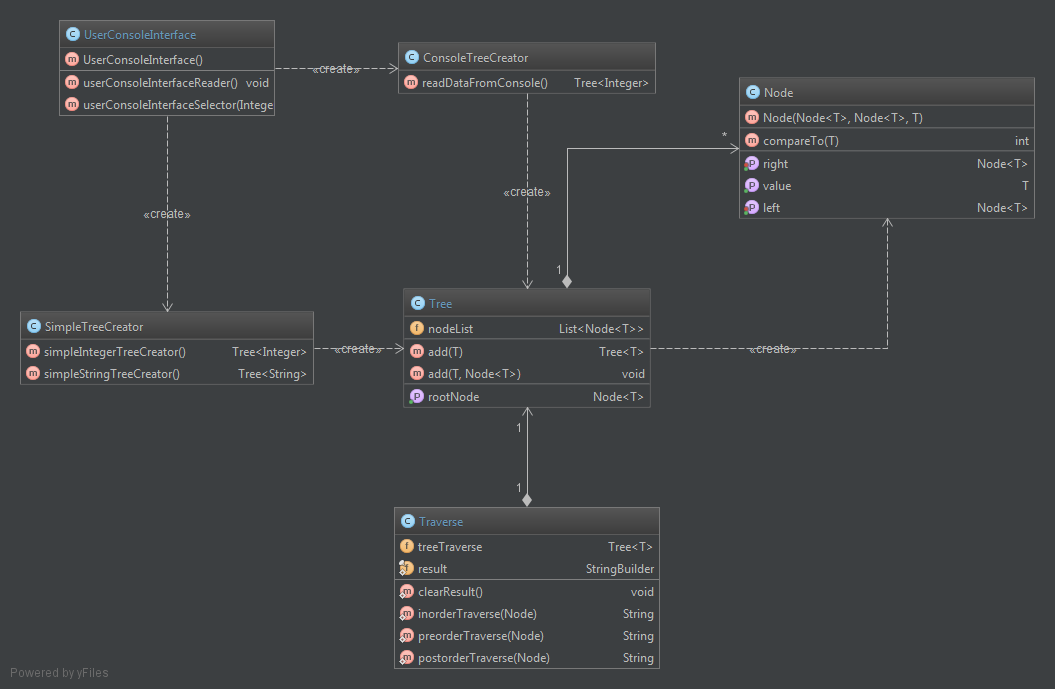 UserConsoleInterface
UserConsoleInterface()
userConsoleInterfaceReader() void
userConsoleInterfaceSelector(Intege
«create»
ConsoleTreeCreator
readDataFromConsole() Tree<Integer>
Node
Node(Node<T>, Node<T>, T)
compareTo(T) int
right Node<T>
value T
left Node<T>
*
«create»
«create»
1
Tree
nodeList List<Node<T>>
add(T) Tree<T>
add(T, Node<T>) void
rootNode Node<T>
SimpleTreeCreator
simpleIntegerTreeCreator() Tree<Integer>
simpleStringTreeCreator() Tree<String>
«create»
«create»
1
1
Traverse
treeTraverse Tree<T>
result StringBuilder
clearResult() void
inorderTraverse(Node) String
preorderTraverse(Node) String
postorderTraverse(Node) String
Powered by yFiles